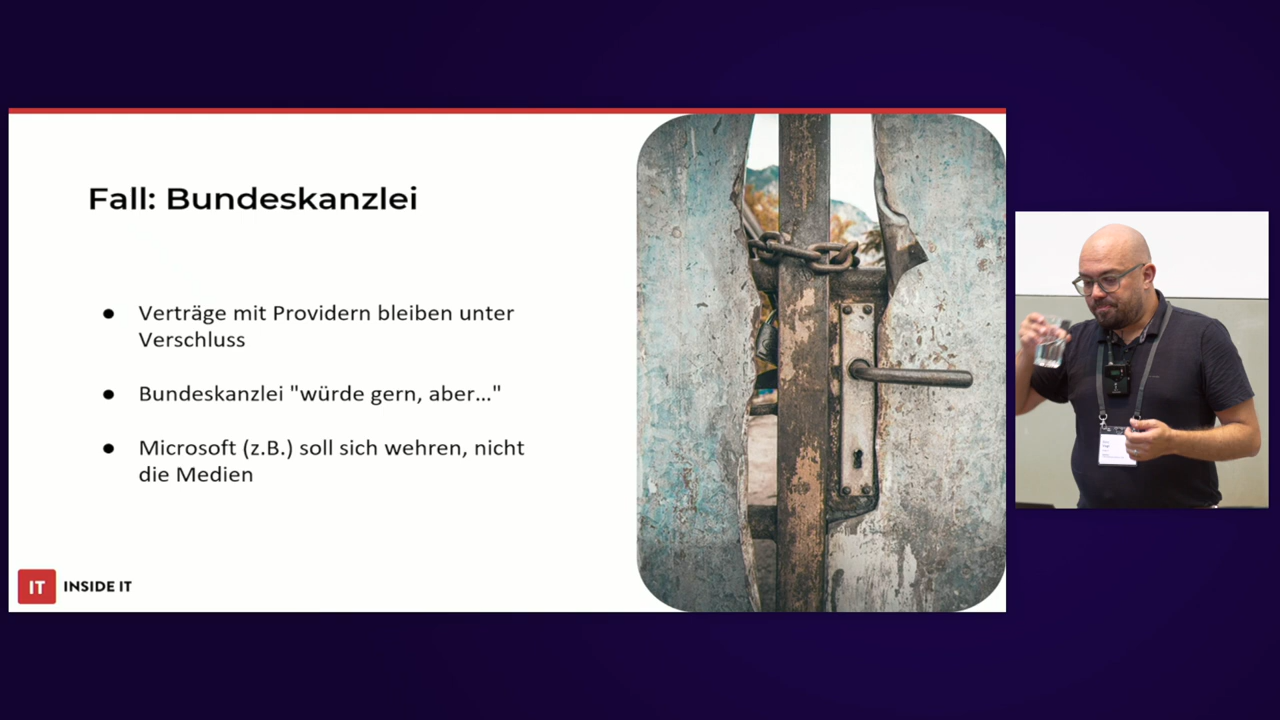 Fall: Bundeskanzlei
● Verträge mit Providern bleiben unter
Verschluss
● Bundeskanzlei "würde gern, aber..."
● Microsoft (z.B.) soll sich wehren, nicht
die Medien
IT INSIDE IT